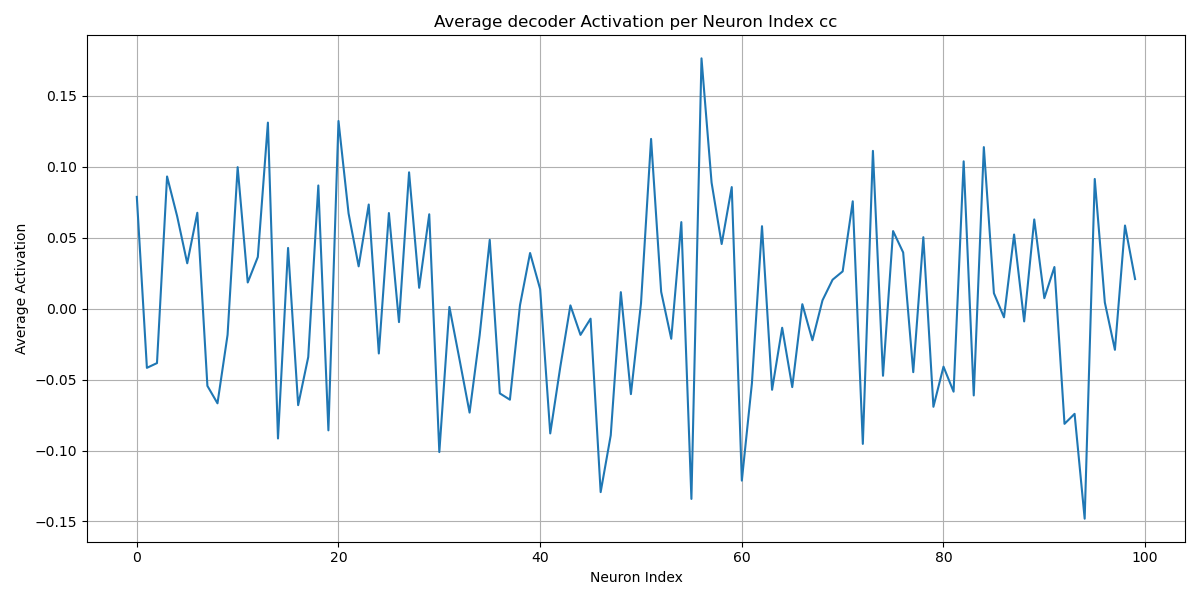 Average decoder Activation per Neuron Index cc
Average Activation
0.15
0.10
0.05
0.00
−0.05
−0.10
−0.15
0 20 40 60 80 100
Neuron Index